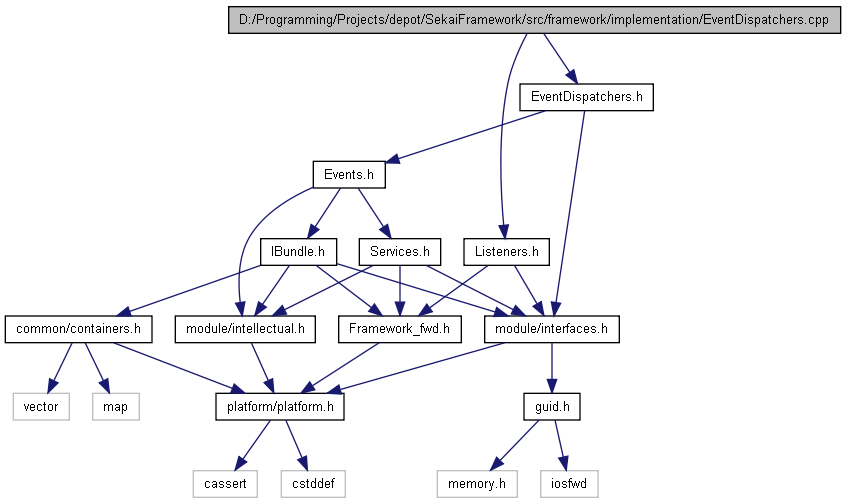 D:/Programming/Projects/depot/SekaiFramework/src/framework/implementation/EventDispatchers.cpp
EventDispatchers.h
Events.h
IBundle.h
Services.h
Listeners.h
common/containers.h
module/intellectual.h
Framework_fwd.h
module/interfaces.h
vector
map
platform/platform.h
guid.h
cassert
cstddef
memory.h
iosfwd